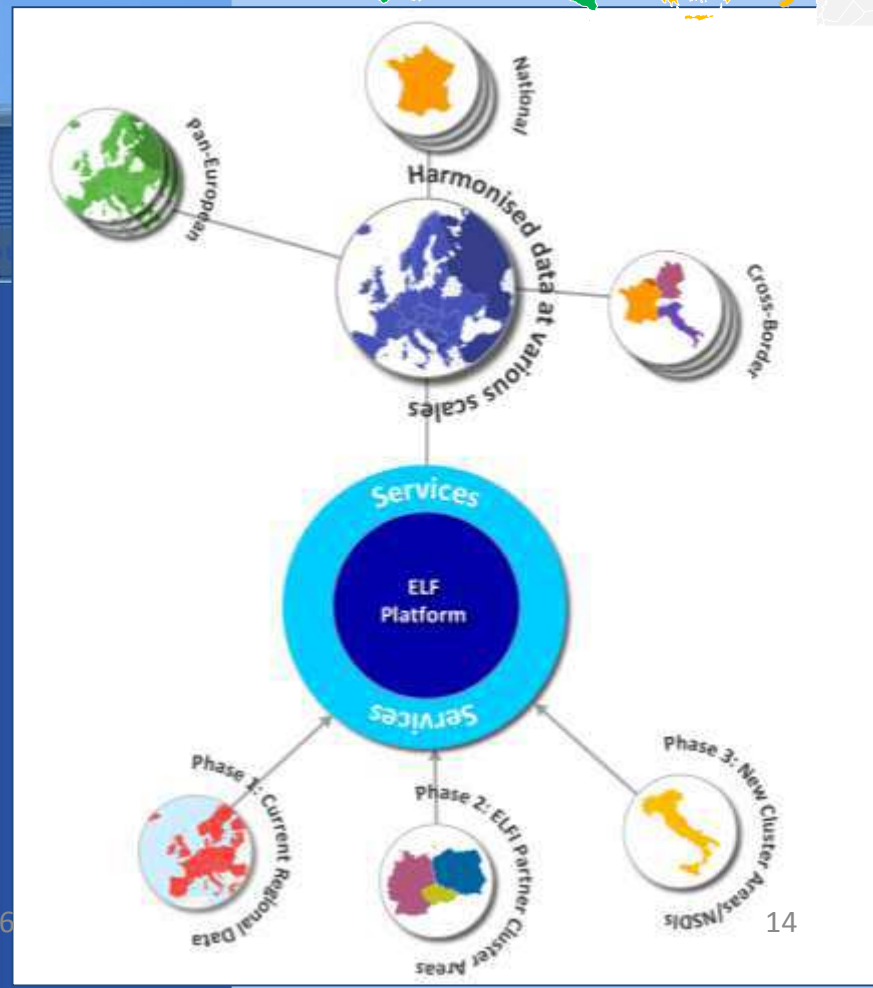 National
Pan-European
Harmonised data at various scales
Cross-Border
Services
ELF
Platform
Services
Phase 1: Current Regional Data
Phase 2: ELFI Partner Cluster Areas
Phase 3: New Cluster Areas/NSDIs
6
14